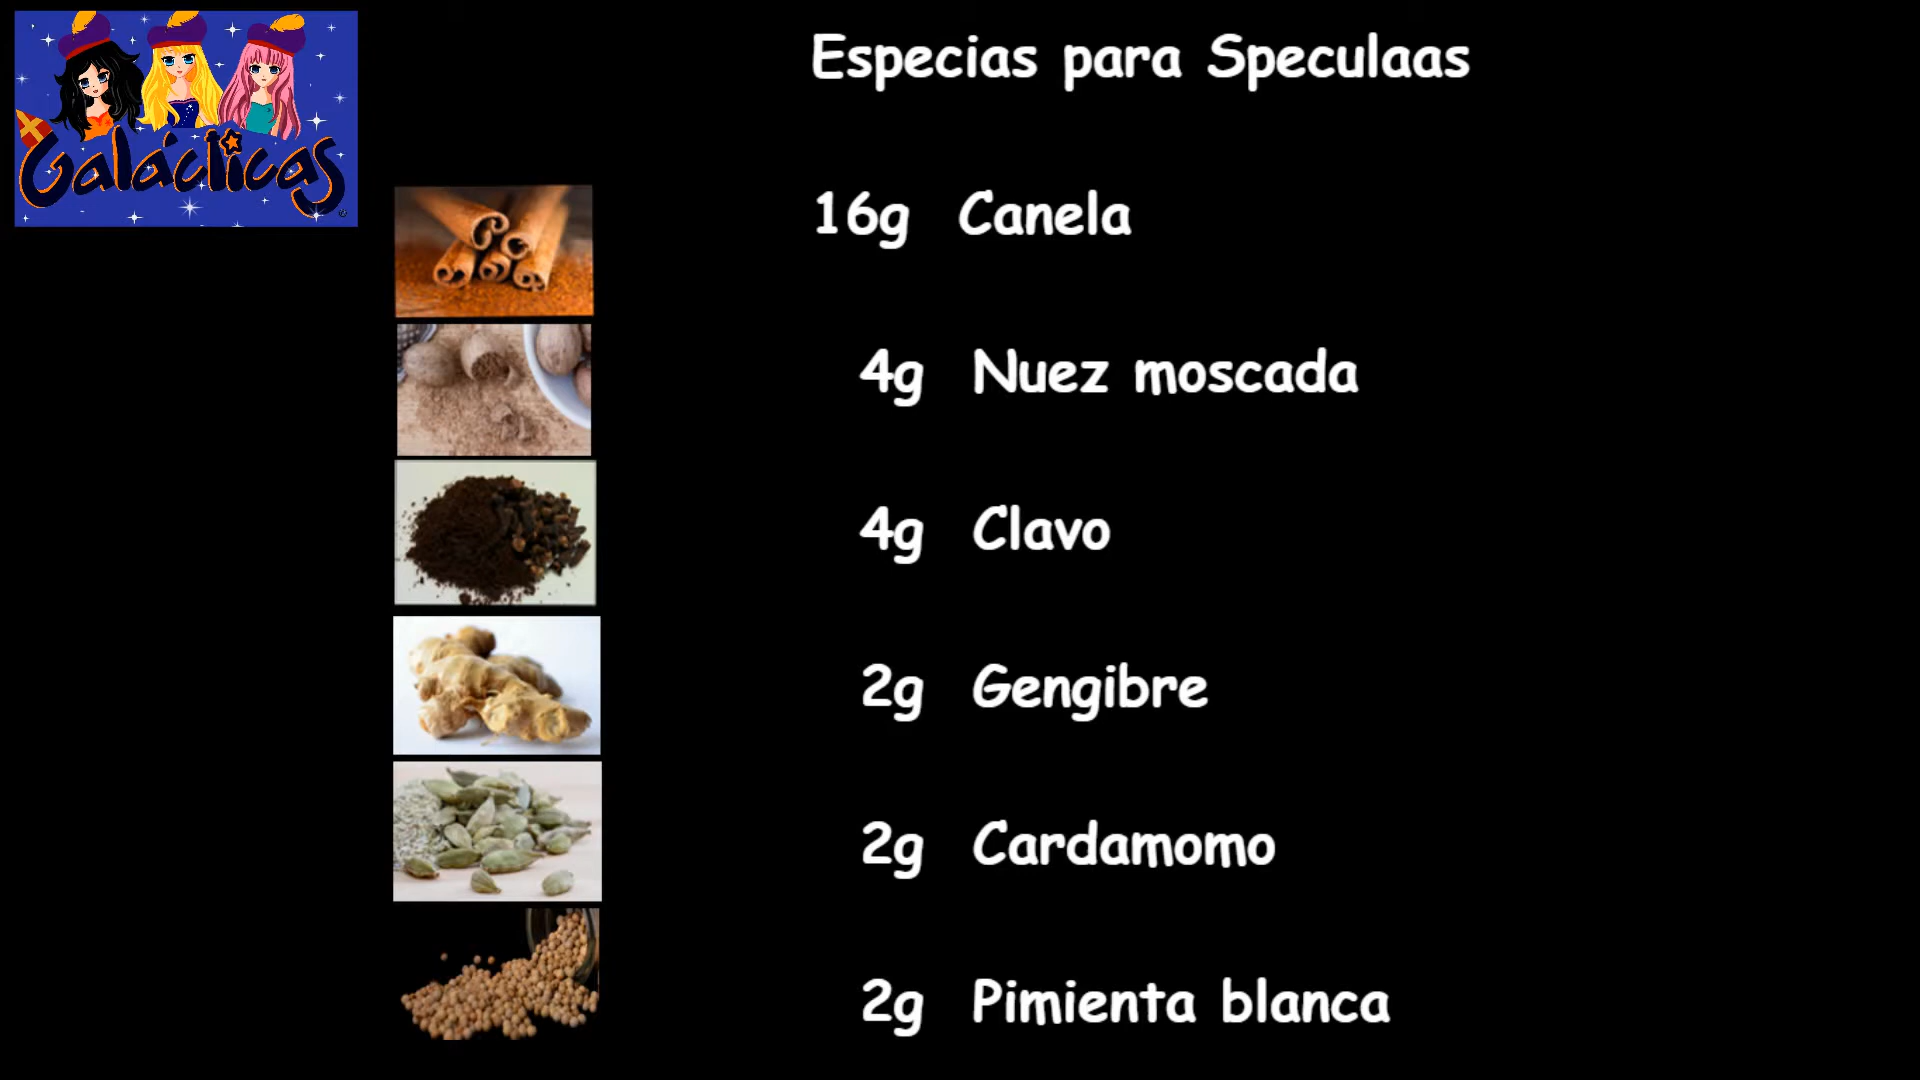 Galácticas
Especias para Speculaas
16g Canela
4g Nuez moscada
4g Clavo
2g Gengibre
2g Cardamomo
2g Pimienta blanca